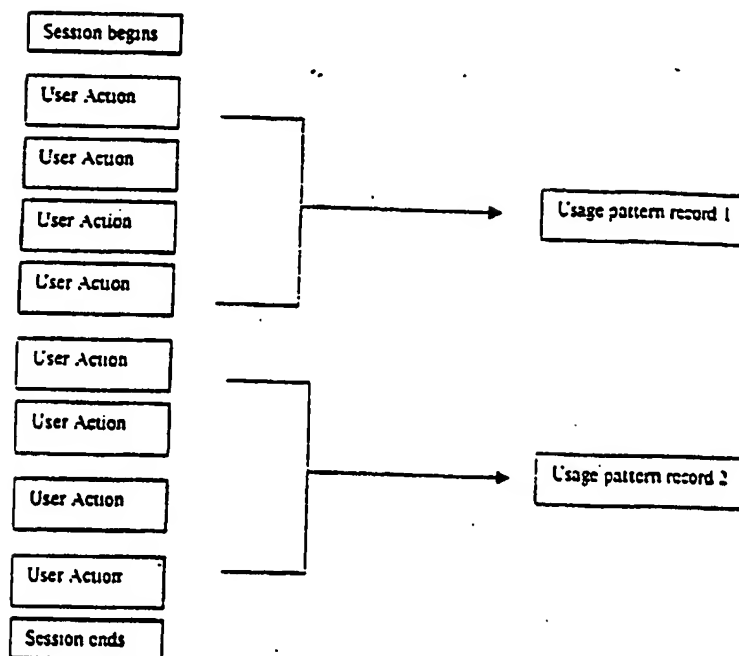 Session begins
User Action
User Action
User Action
User Action
Usage pattern record 1
User Action
User Action
User Action
User Action
Usage pattern record 2
Session ends